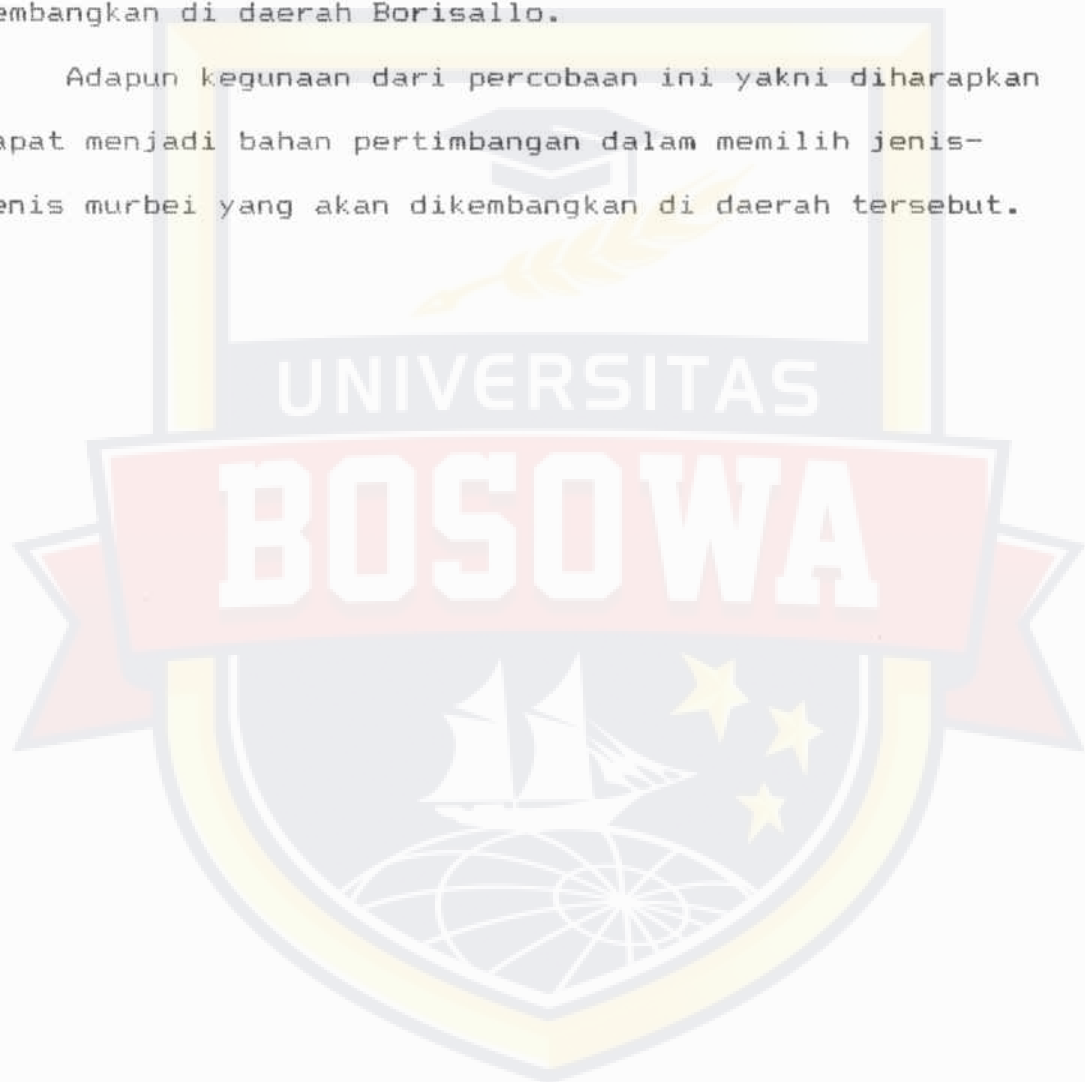 embangkan di daerah Borisallo.
Adapun kegunaan dari percobaan ini yakni diharapkan
apat menjadi bahan pertimbangan dalam memilih jenis-
enis murbei yang akan dikembangkan di daerah tersebut.
UNIVERSITAS
BOSOWA